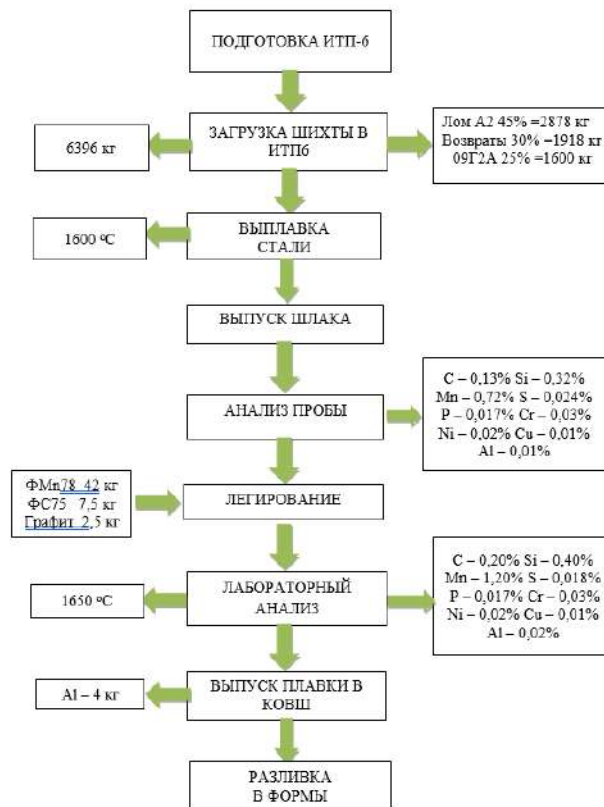 ПОДГОТОВКА ИТП-6
6396 кг
ЗАГРУЗКА ШИХТЫ В
ИТП6
Лом А2 45% =2878 кг
Возвраты 30% =1918 кг
09Г2А 25% =1600 кг
1600 °С
ВЫПЛАВКА
СТАЛИ
ВЫПУСК ШЛАКА
АНАЛИЗ ПРОБЫ
C – 0,13% Si – 0,32%
Mn – 0,72% S – 0,024%
P – 0,017% Cr – 0,03%
Ni – 0,02% Cu – 0,01%
Al – 0,01%
ФМn78 42 кг
ФС75 7,5 кг
Графит 2,5 кг
ЛЕГИРОВАНИЕ
1650 °С
ЛАБОРАТОРНЫЙ
АНАЛИЗ
C – 0,20% Si – 0,40%
Mn – 1,20% S – 0,018%
P – 0,017% Cr – 0,03%
Ni – 0,02% Cu – 0,01%
Al – 0,02%
Al – 4 кг
ВЫПУСК ПЛАВКИ В
КОВШ
РАЗЛИВКА
В ФОРМЫ